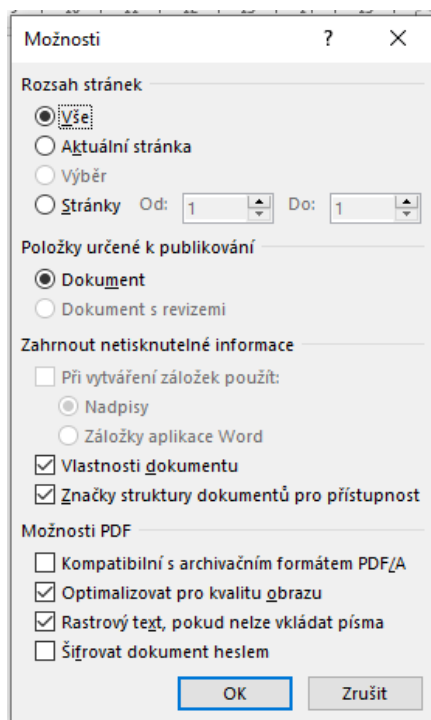 Možnosti ? ×
Rozsah stránek
Vše
Aktuální stránka
Výběr
Stránky Od: 1 Do: 1
Položky určené k publikování
Dokument
Dokument s revizemi
Zahrnout netisknutelné informace
Při vytváření záložek použít:
Nadpisy
Záložky aplikace Word
Vlastnosti dokumentu
Značky struktury dokumentů pro přístupnost
Možnosti PDF
Kompatibilní s archivačním formátem PDF/A
Optimalizovat pro kvalitu obrazu
Rastrový text, pokud nelze vkládat písma
Šifrovat dokument heslem
OK Zrušit